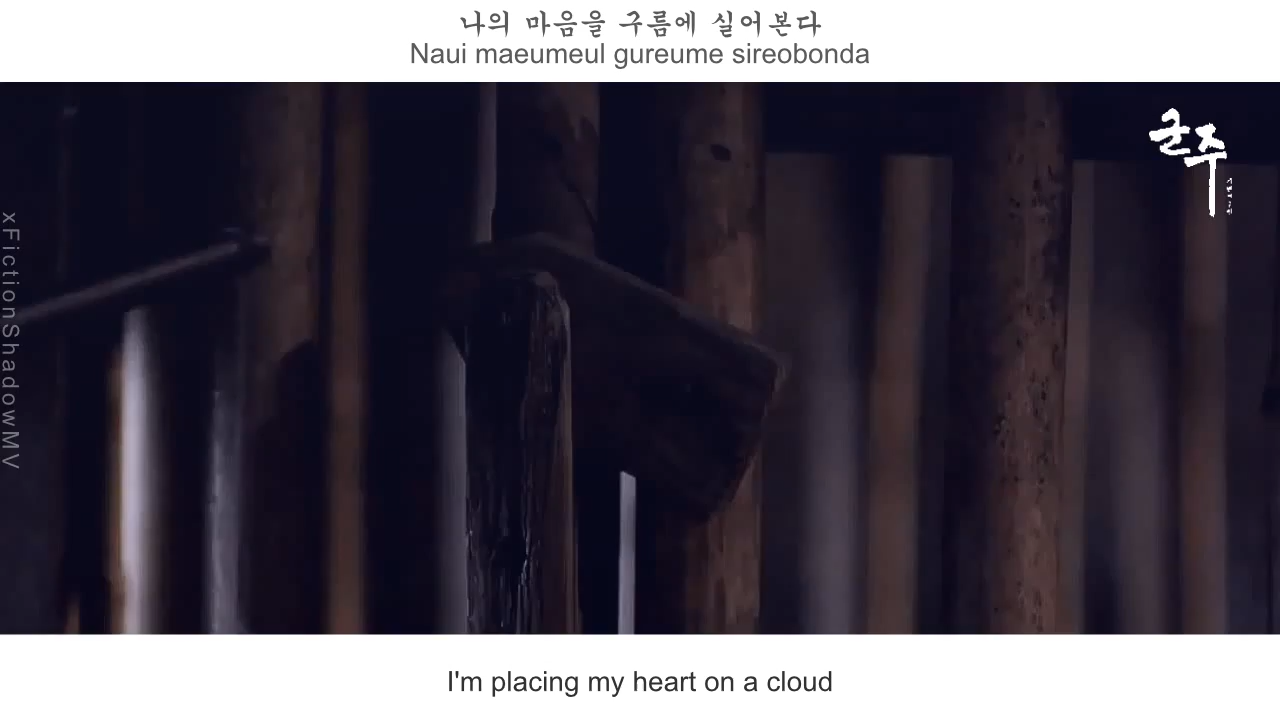 나의 마음을 구름에 실어본다
Naui maeumeul gureume sireobonda
군주
xFictionShadowMV
I'm placing my heart on a cloud